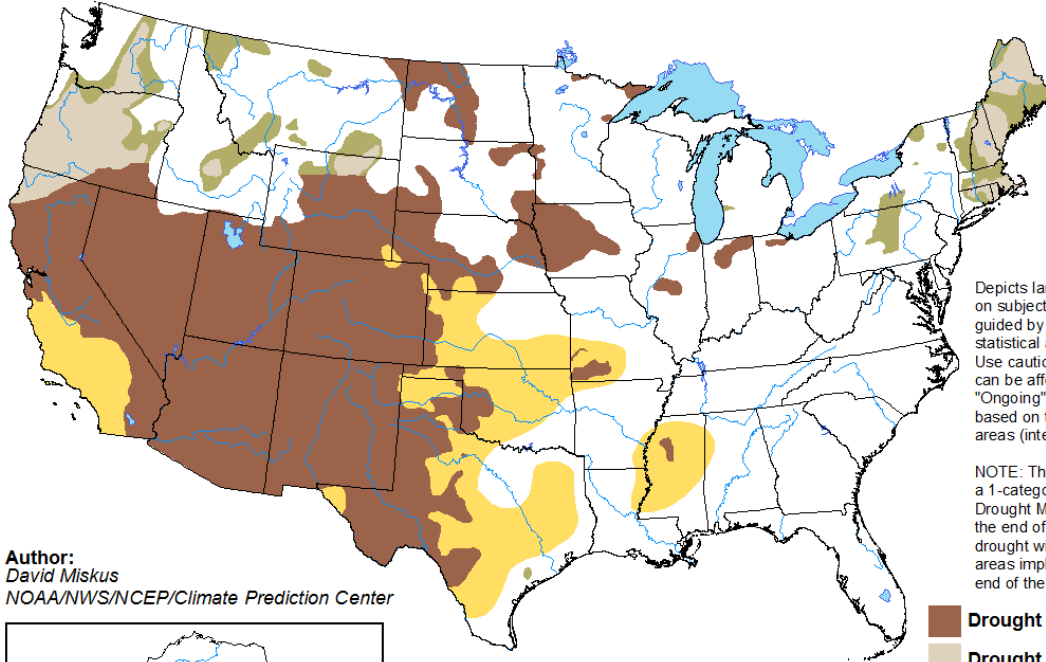 Depicts la
on subject
guided by
statistical
Use cautio
can be affe
"Ongoing"
based on t
areas (inte
NOTE: Th
a 1-catego
Drought M
the end of
drought wi
areas impl
end of the
Author:
David Miskus
NOAA/NWS/NCEP/Climate Prediction Center
Drought
Drought